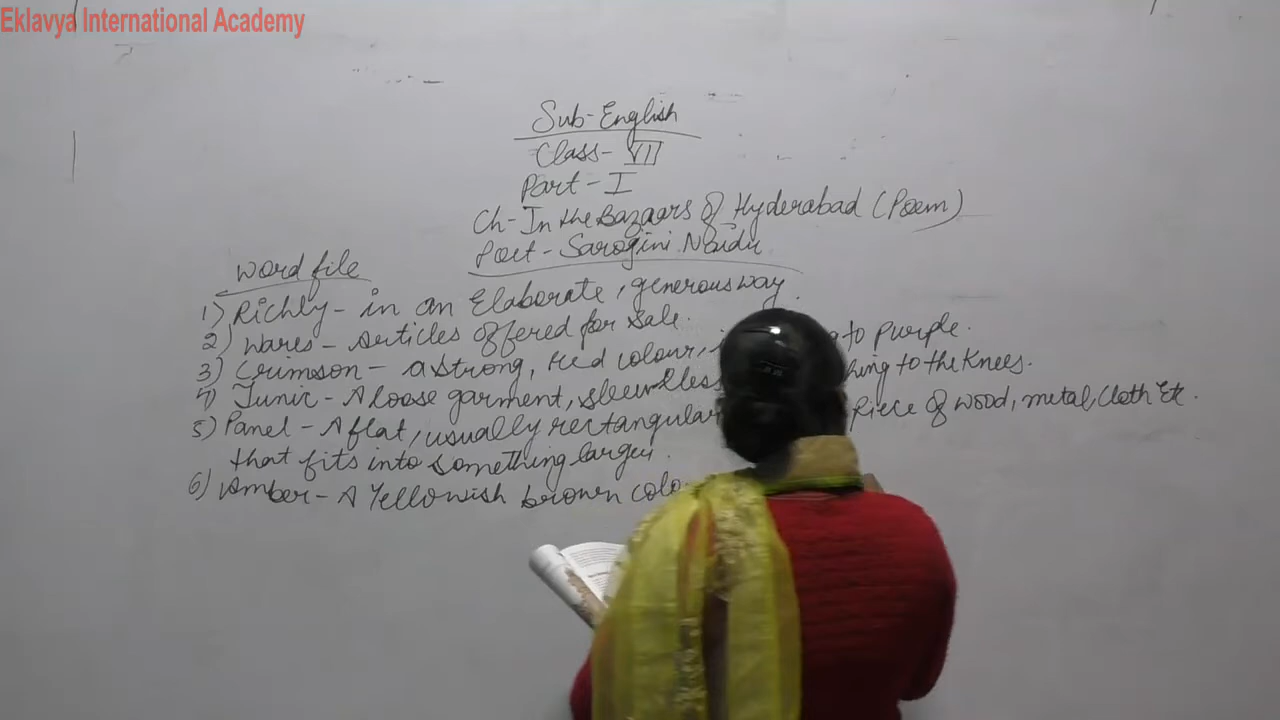 Eklavya International Academy
Sub-English
Class-VII
Part-I
Ch-In the Bazaars of Hyderabad (Poem)
Poet-Sarogini Naidu
Word file
1) Richly-in an Elaborate, generous way.
2) Wares-Articles offered for Sale.
3) Crimson-a strong, red colour, to purple.
4) Tunic-A loose garment, to the Knees.
5) Panel-A flat, usually rectangular piece of wood, metal, cloth Etc.
that fits into something larger.
6) Amber-A Yellowish brown